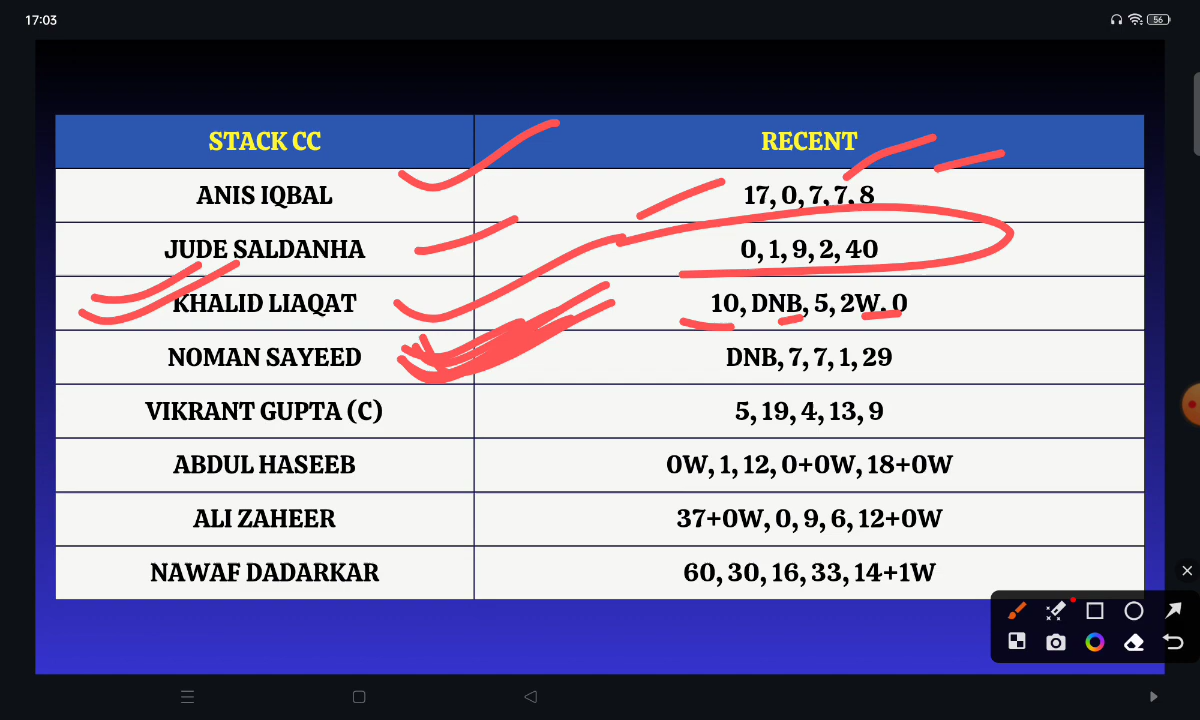 17:03
56
STACK CC RECENT
ANIS IQBAL 17, 0, 7, 7, 8
JUDE SALDANHA 0, 1, 9, 2, 40
KHALID LIAQAT 10, DNB, 5, 2W, 0
NOMAN SAYEED DNB, 7, 7, 1, 29
VIKRANT GUPTA (C) 5, 19, 4, 13, 9
ABDUL HASEEB 0W, 1, 12, 0+0W, 18+0W
ALI ZAHEER 37+0W, 0, 9, 6, 12+0W
NAWAF DADARKAR 60, 30, 16, 33, 14+1W